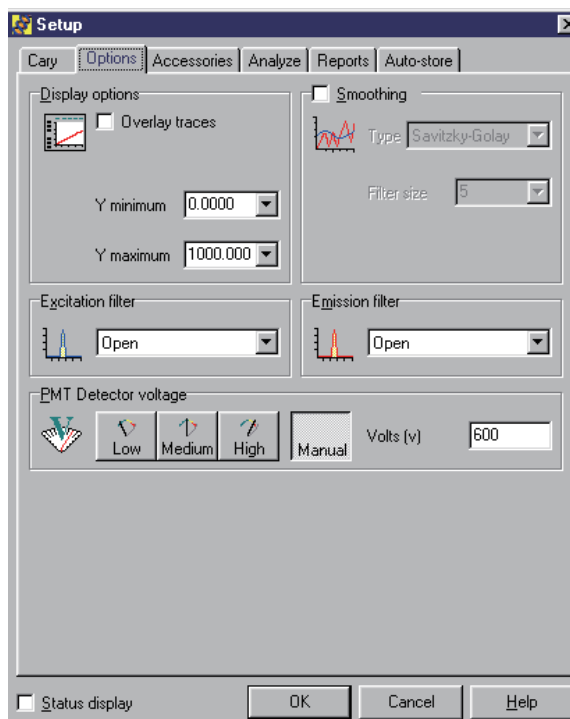 Setup
Cary Options Accessories Analyze Reports Auto-store
Display options
Overlay traces
Y minimum 0.0000
Y maximum 1000.000
Smoothing
Type Savitzky-Golay
Filter size 5
Excitation filter
Open
Emission filter
Open
PMT Detector voltage
Low Medium High Manual Volts (v) 600
Status display OK Cancel Help